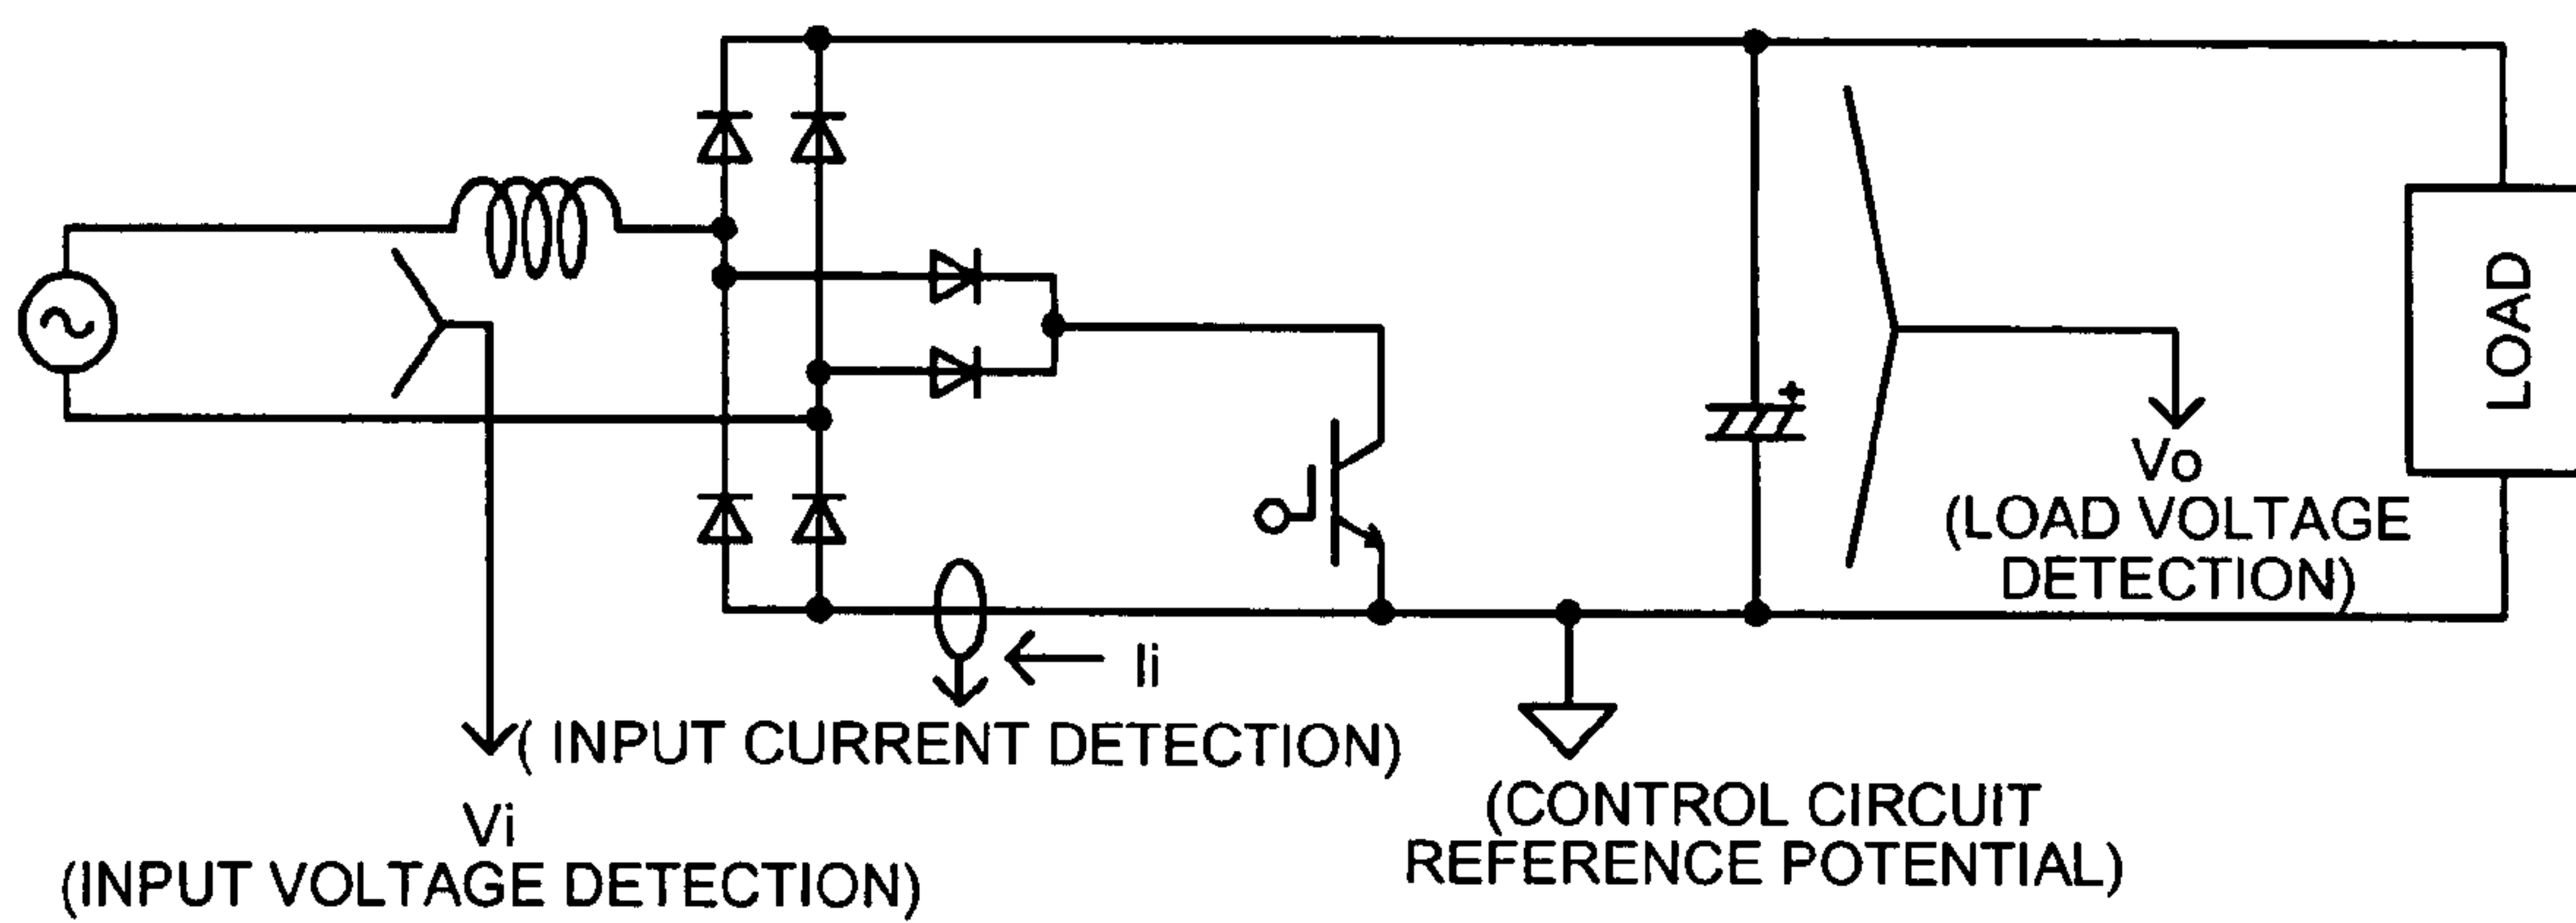 LOAD
Vo
(LOAD VOLTAGE
DETECTION)
Ii
( INPUT CURRENT DETECTION)
Vi
(INPUT VOLTAGE DETECTION)
(CONTROL CIRCUIT
REFERENCE POTENTIAL)
+